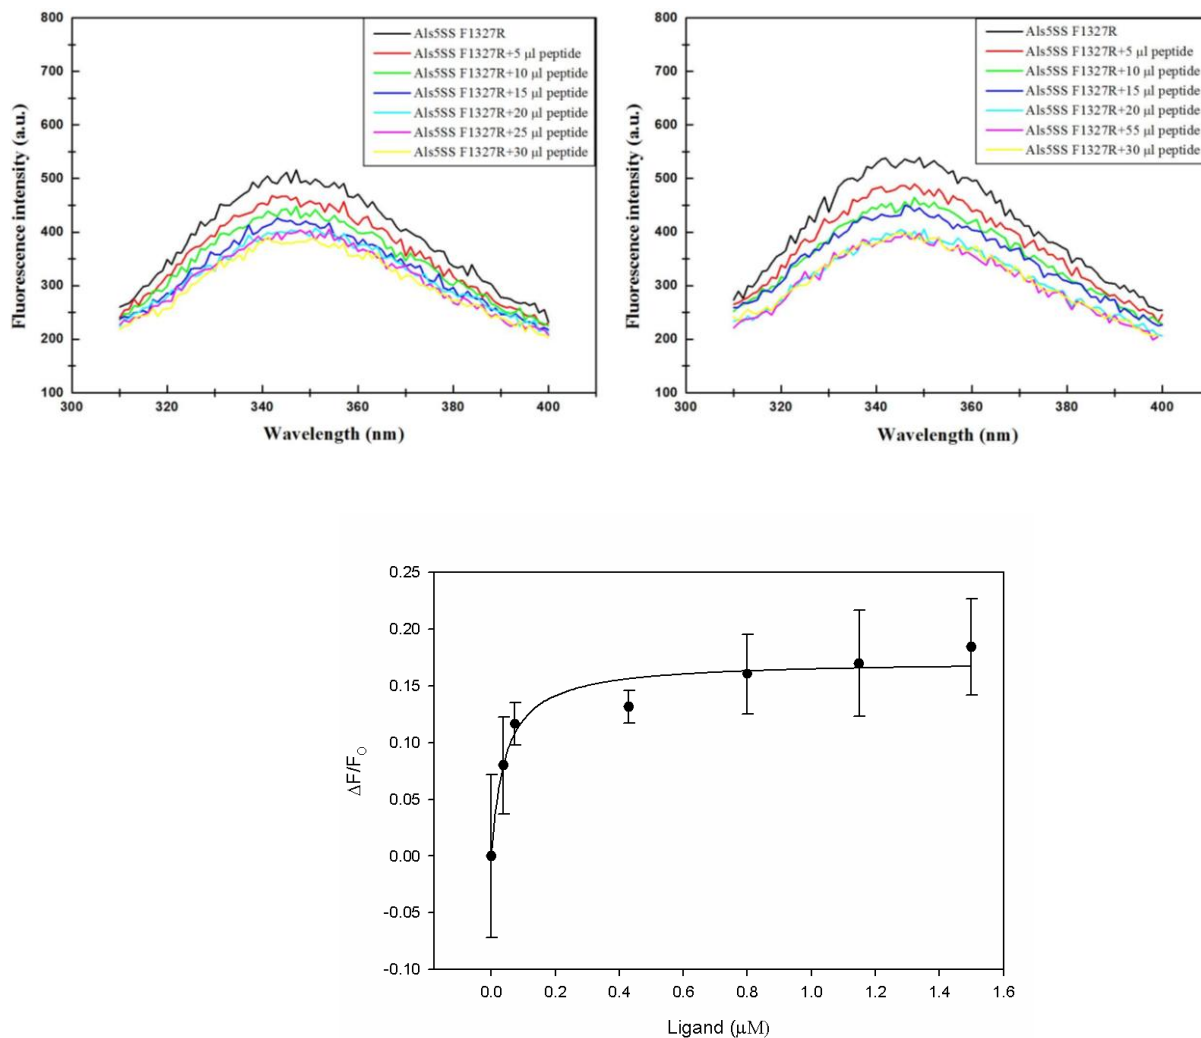 800
700
600
500
400
300
200
100
Fluorescence intensity (a.u.)
Als5SS F1327R
Als5SS F1327R+5 µl peptide
Als5SS F1327R+10 µl peptide
Als5SS F1327R+15 µl peptide
Als5SS F1327R+20 µl peptide
Als5SS F1327R+25 µl peptide
Als5SS F1327R+30 µl peptide
300 320 340 360 380 400
Wavelength (nm)
800
700
600
500
400
300
200
100
Fluorescence intensity (a.u.)
Als5SS F1327R
Als5SS F1327R+5 µl peptide
Als5SS F1327R+10 µl peptide
Als5SS F1327R+15 µl peptide
Als5SS F1327R+20 µl peptide
Als5SS F1327R+55 µl peptide
Als5SS F1327R+30 µl peptide
300 320 340 360 380 400
Wavelength (nm)
0.25
0.20
0.15
0.10
0.05
0.00
-0.05
-0.10
ΔF/F_O
0.0 0.2 0.4 0.6 0.8 1.0 1.2 1.4 1.6
Ligand (µM)